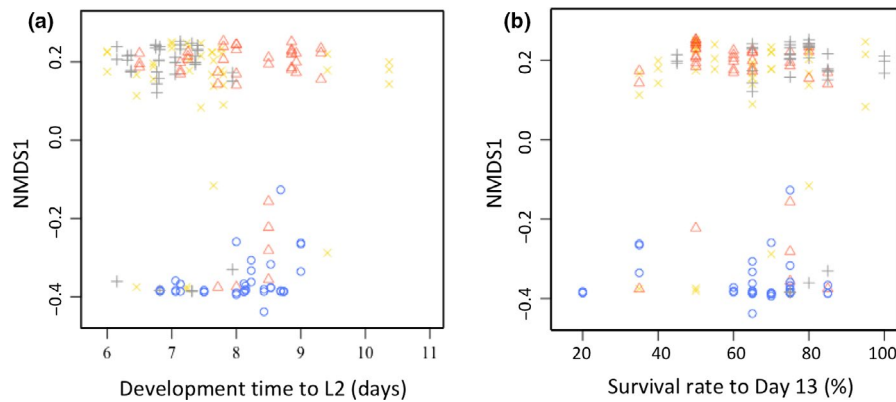 (a)
NMDS1
0.2
0.0
−0.2
−0.4
6 7 8 9 10 11
Development time to L2 (days)
(b)
NMDS1
0.2
0.0
−0.2
−0.4
20 40 60 80 100
Survival rate to Day 13 (%)